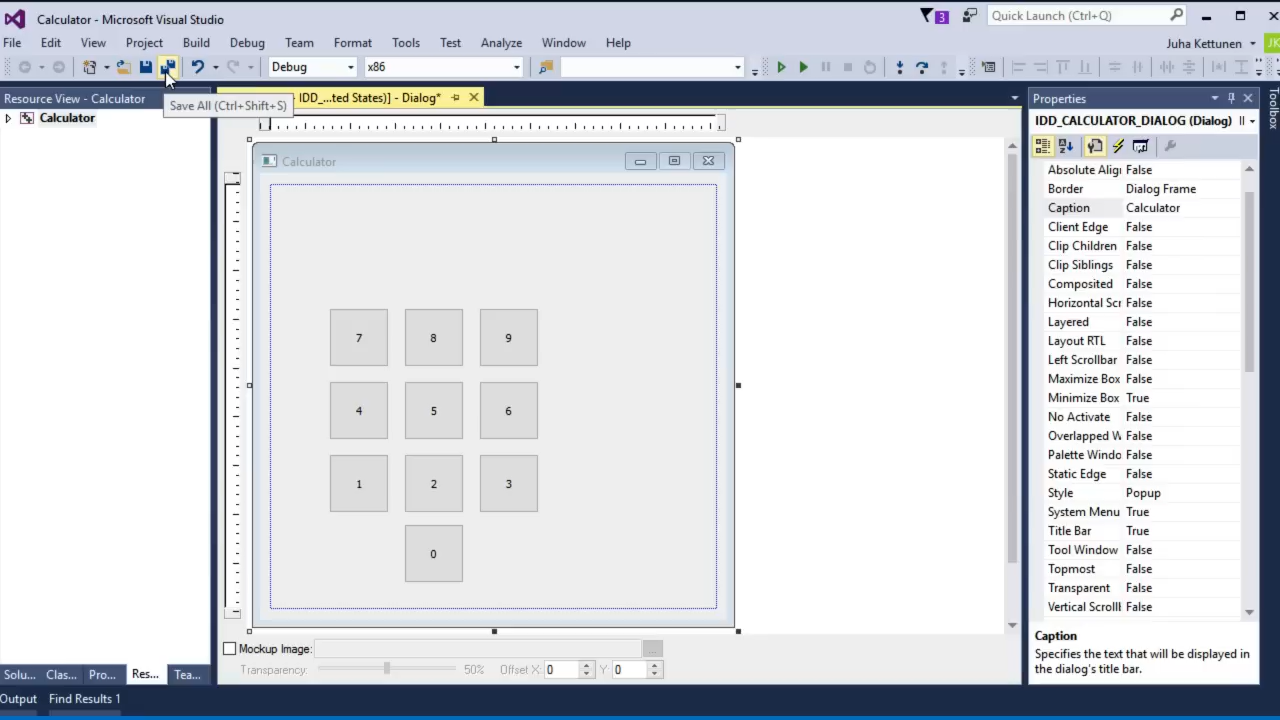 Calculator - Microsoft Visual Studio
3
Quick Launch (Ctrl+Q)
File Edit View Project Build Debug Team Format Tools Test Analyze Window Help
Juha Kettunen
JK
Debug x86
Resource View - Calculator
Save All (Ctrl+Shift+S)
IDD_...ted States)] - Dialog*
Properties
Toolbox
Calculator
Calculator
IDD_CALCULATOR_DIALOG (Dialog)
Absolute Alig False
Border Dialog Frame
Caption Calculator
Client Edge False
Clip Children False
Clip Siblings False
Composited False
Horizontal Scr False
Layered False
Layout RTL False
Left Scrollbar False
Maximize Box False
Minimize Box True
No Activate False
Overlapped W False
Palette Windo False
Static Edge False
Style Popup
System Menu True
Title Bar True
Tool Window False
Topmost False
Transparent False
Vertical Scroll False
7 8 9
4 5 6
1 2 3
0
Mockup Image: ...
Transparency: 50% Offset X: 0 Y: 0
Caption
Specifies the text that will be displayed in
the dialog's title bar.
Solu... Clas... Pro... Res... Tea...
Output Find Results 1